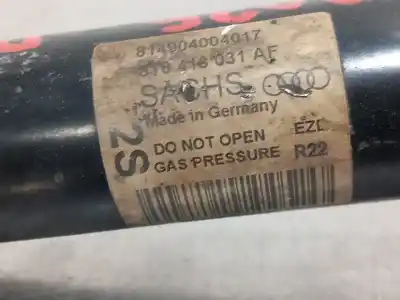 814904004017
8T0 413 031 AF
SACHS
Made in Germany
2S
DO NOT OPEN EZL
GAS PRESSURE R22